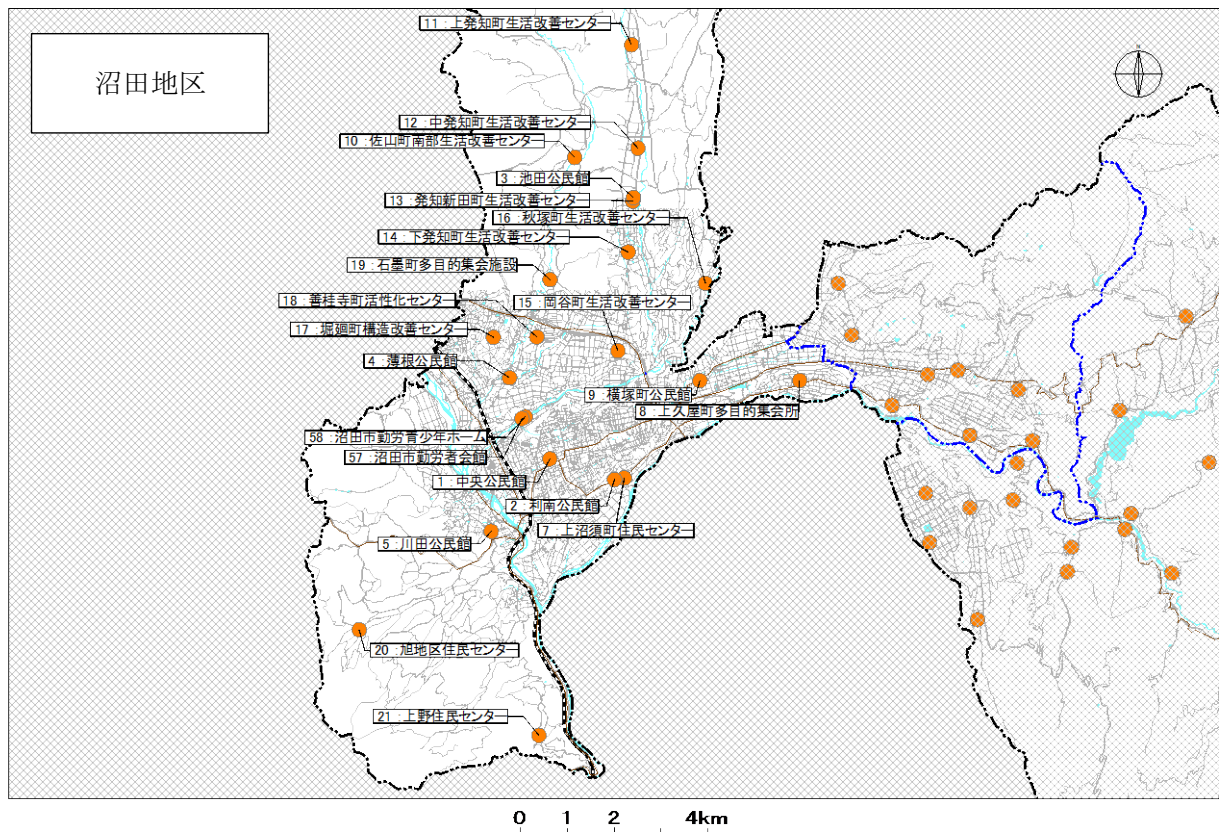 11：上発知町生活改善センター
沼田地区
N
12：中発知町生活改善センター
10：佐山町南部生活改善センター
3：池田公民館
13：発知新田町生活改善センター
16：秋塚町生活改善センター
14：下発知町生活改善センター
19：石墨町多目的集会施設
18：善桂寺町活性化センター
15：岡谷町生活改善センター
17：堀廻町構造改善センター
4：薄根公民館
9：横塚町公民館
8：上久屋町多目的集会所
58：沼田市勤労青少年ホーム
57：沼田市勤労者会館
1：中央公民館
2：利南公民館
7：上沼須町住民センター
5：川田公民館
20：旭地区住民センター
21：上野住民センター
0 1 2 4km